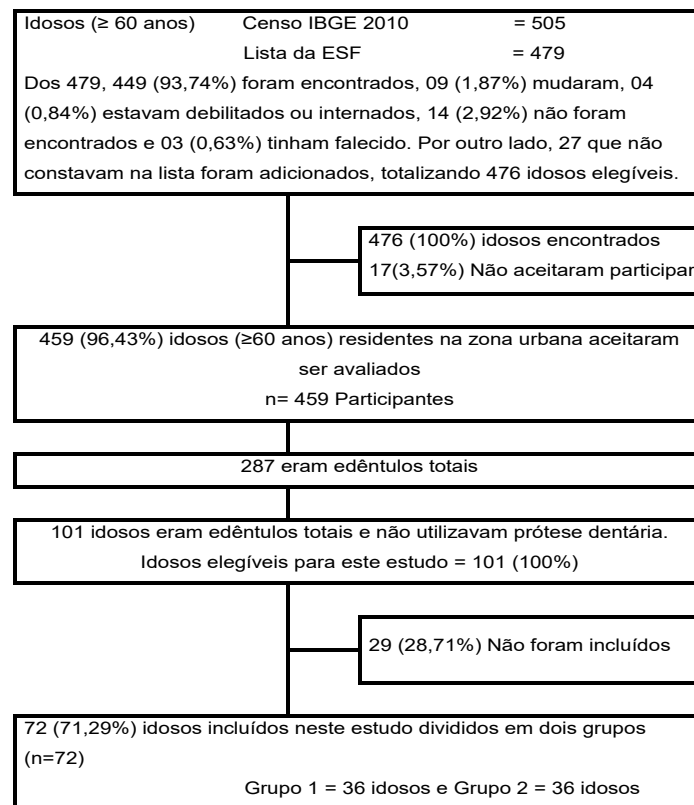 Idosos (≥ 60 anos) Censo IBGE 2010 = 505
Lista da ESF = 479
Dos 479, 449 (93,74%) foram encontrados, 09 (1,87%) mudaram, 04
(0,84%) estavam debilitados ou internados, 14 (2,92%) não foram
encontrados e 03 (0,63%) tinham falecido. Por outro lado, 27 que não
constavam na lista foram adicionados, totalizando 476 idosos elegíveis.
476 (100%) idosos encontrados
17(3,57%) Não aceitaram participar
459 (96,43%) idosos (≥60 anos) residentes na zona urbana aceitaram
ser avaliados
n= 459 Participantes
287 eram edêntulos totais
101 idosos eram edêntulos totais e não utilizavam prótese dentária.
Idosos elegíveis para este estudo = 101 (100%)
29 (28,71%) Não foram incluídos
72 (71,29%) idosos incluídos neste estudo divididos em dois grupos
(n=72)
Grupo 1 = 36 idosos e Grupo 2 = 36 idosos